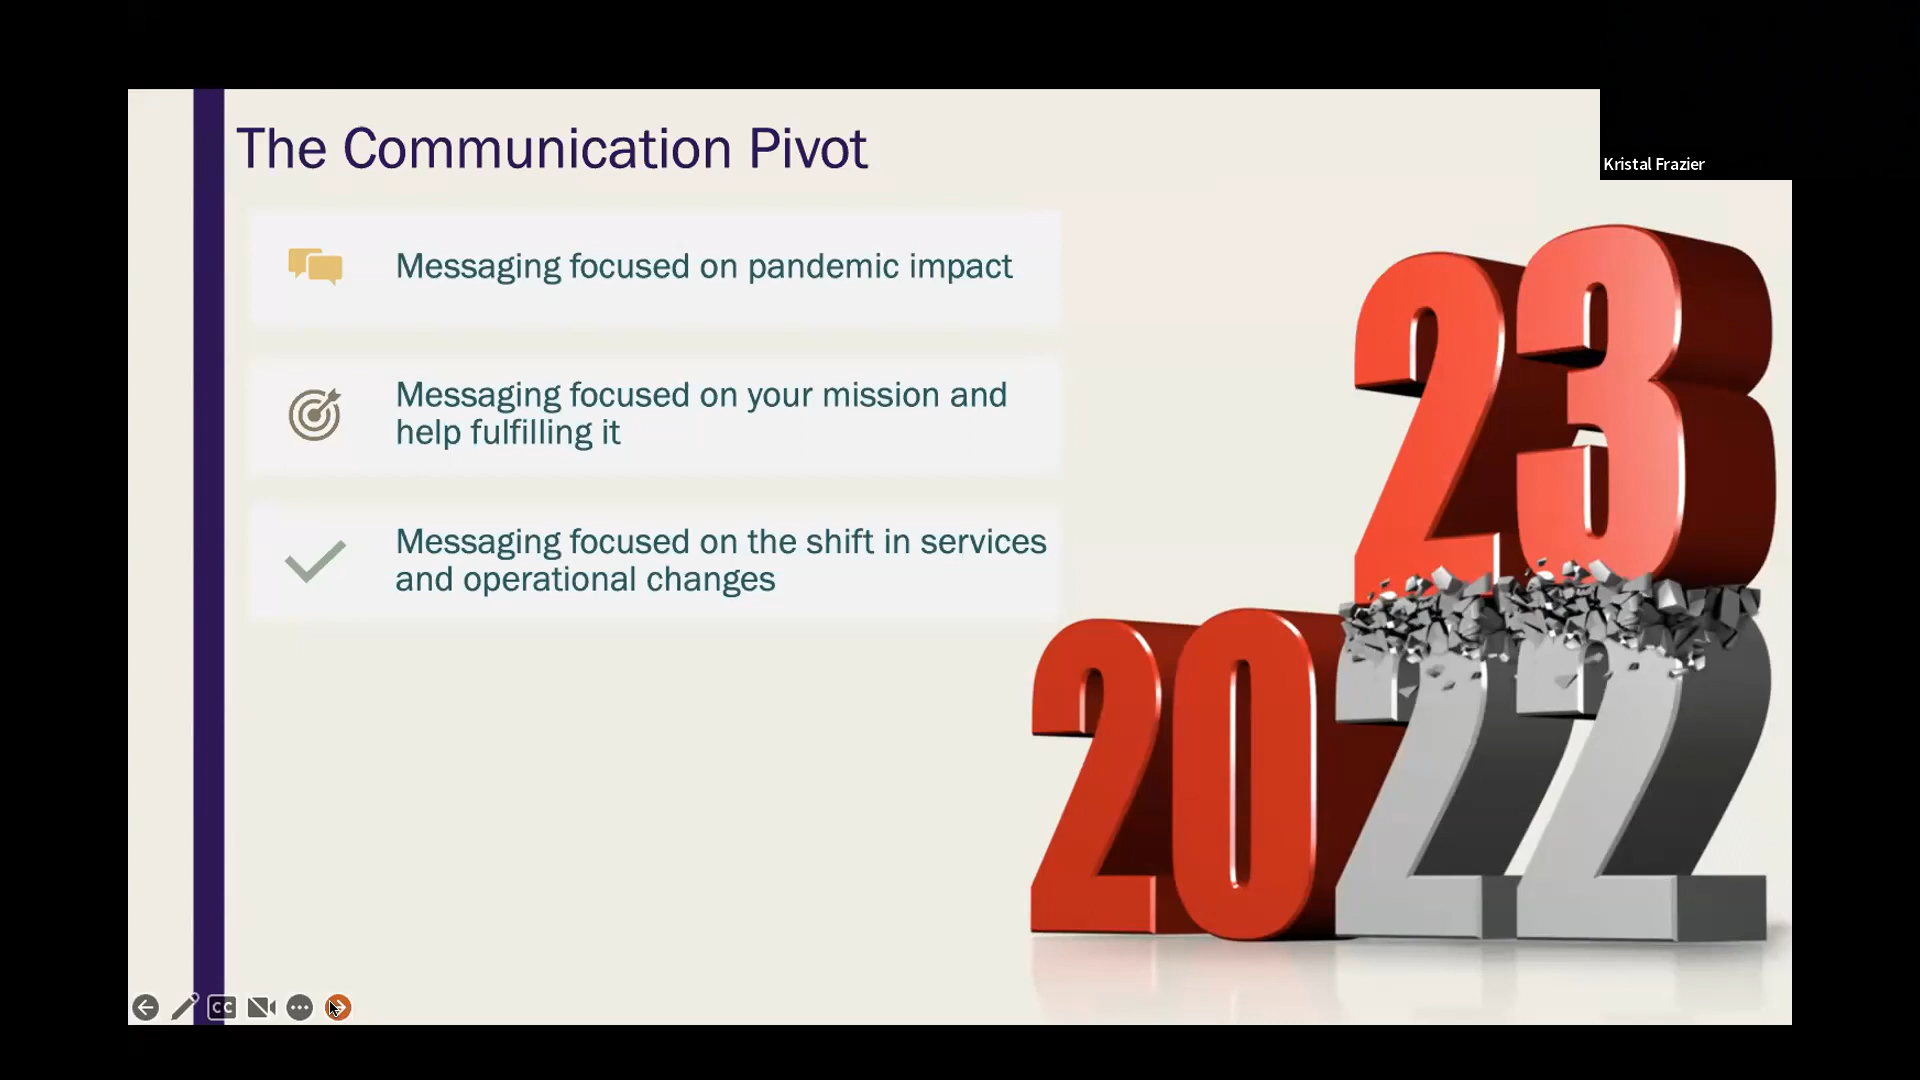 The Communication Pivot
Kristal Frazier
Messaging focused on pandemic impact
Messaging focused on your mission and
help fulfilling it
Messaging focused on the shift in services
and operational changes
23
2022
CC